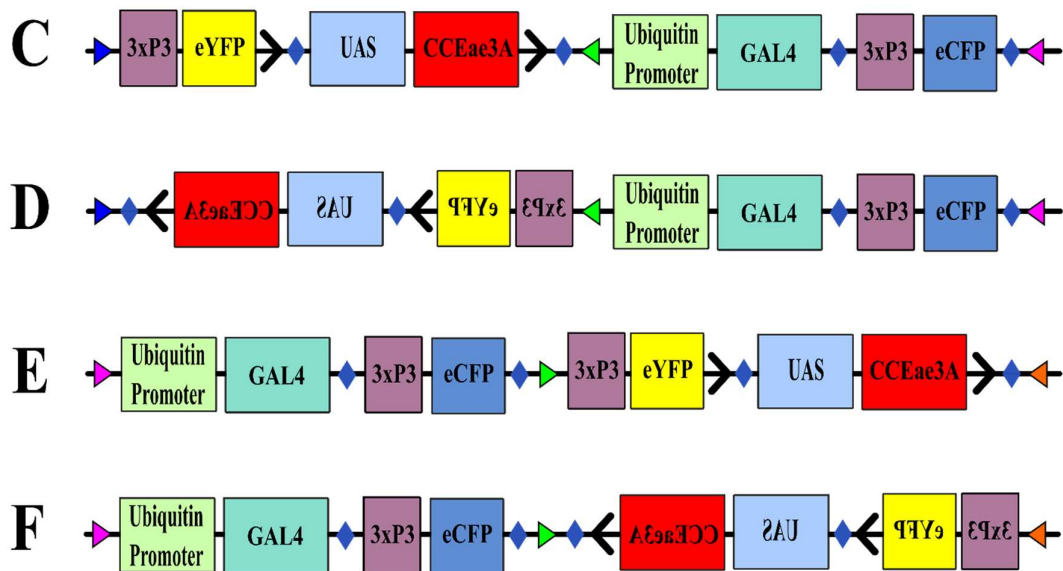 C 3xP3 eYFP UAS CCEae3A Ubiquitin Promoter GAL4 3xP3 eCFP
D CCEae3A UAS eYFP 3xP3 Ubiquitin Promoter GAL4 3xP3 eCFP
E Ubiquitin Promoter GAL4 3xP3 eCFP 3xP3 eYFP UAS CCEae3A
F Ubiquitin Promoter GAL4 3xP3 eCFP CCEae3A UAS eYFP 3xP3